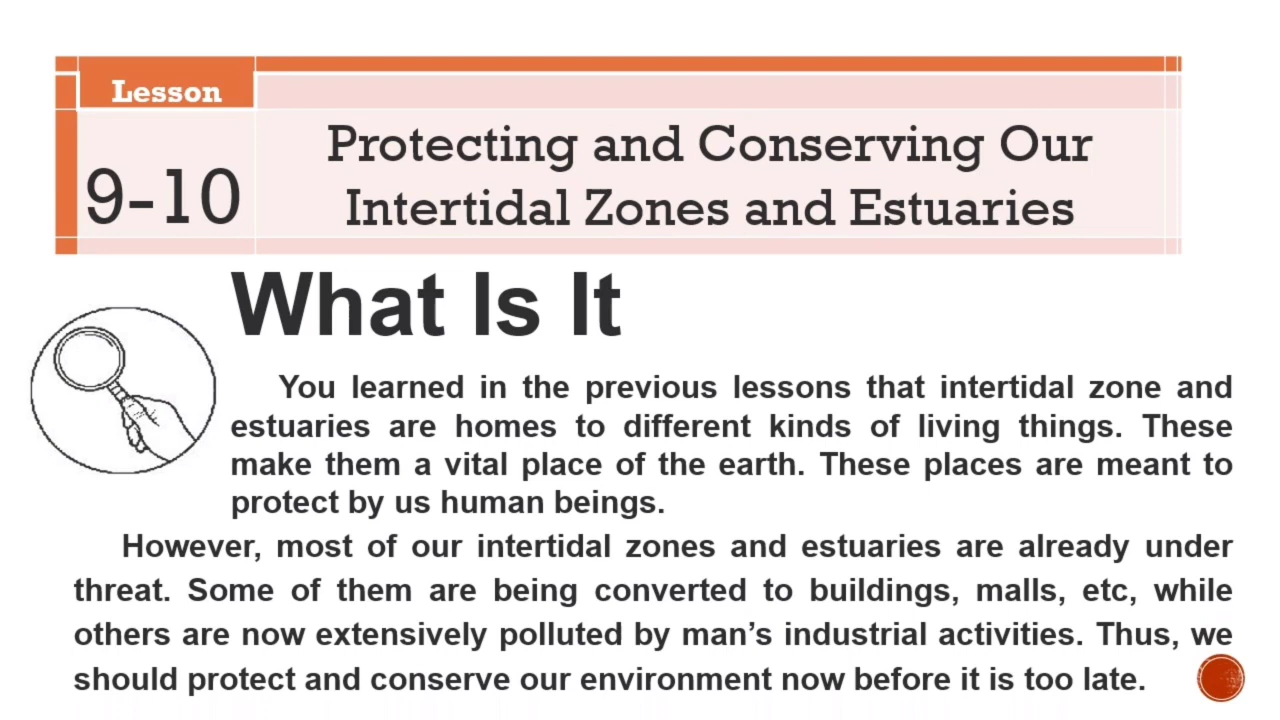 Lesson
9-10
Protecting and Conserving Our
Intertidal Zones and Estuaries
What Is It
You learned in the previous lessons that intertidal zone and
estuaries are homes to different kinds of living things. These
make them a vital place of the earth. These places are meant to
protect by us human beings.
However, most of our intertidal zones and estuaries are already under
threat. Some of them are being converted to buildings, malls, etc, while
others are now extensively polluted by man’s industrial activities. Thus, we
should protect and conserve our environment now before it is too late.